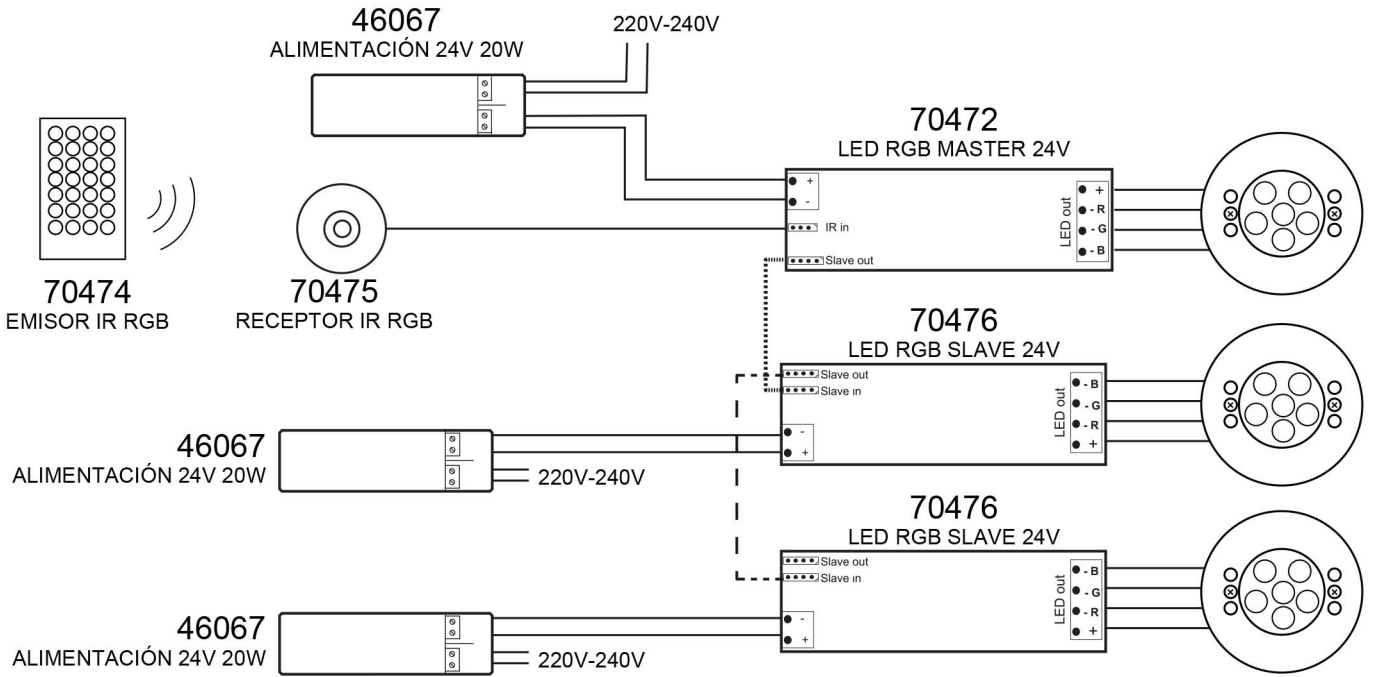 46067
ALIMENTACIÓN 24V 20W
220V-240V
70472
LED RGB MASTER 24V
+
-
IR in
Slave out
LED out
+
- R
- G
- B
70474
EMISOR IR RGB
70475
RECEPTOR IR RGB
70476
LED RGB SLAVE 24V
Slave out
Slave in
-
+
LED out
- B
- G
- R
+
46067
ALIMENTACIÓN 24V 20W
220V-240V
70476
LED RGB SLAVE 24V
Slave out
Slave in
-
+
LED out
- B
- G
- R
+
46067
ALIMENTACIÓN 24V 20W
220V-240V